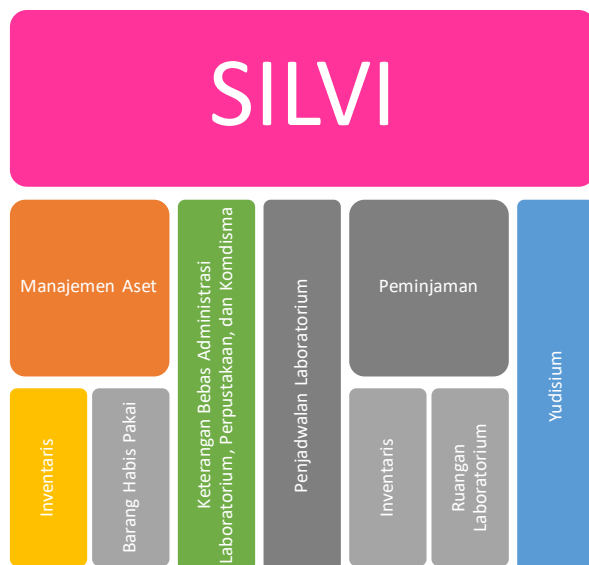 SILVI
Manajemen Aset
Inventaris
Barang Habis Pakai
Keterangan Bebas Administrasi
Laboratorium, Perpustakaan, dan Komdisma
Penjadwalan Laboratorium
Peminjaman
Inventaris
Ruangan
Laboratorium
Yudisium